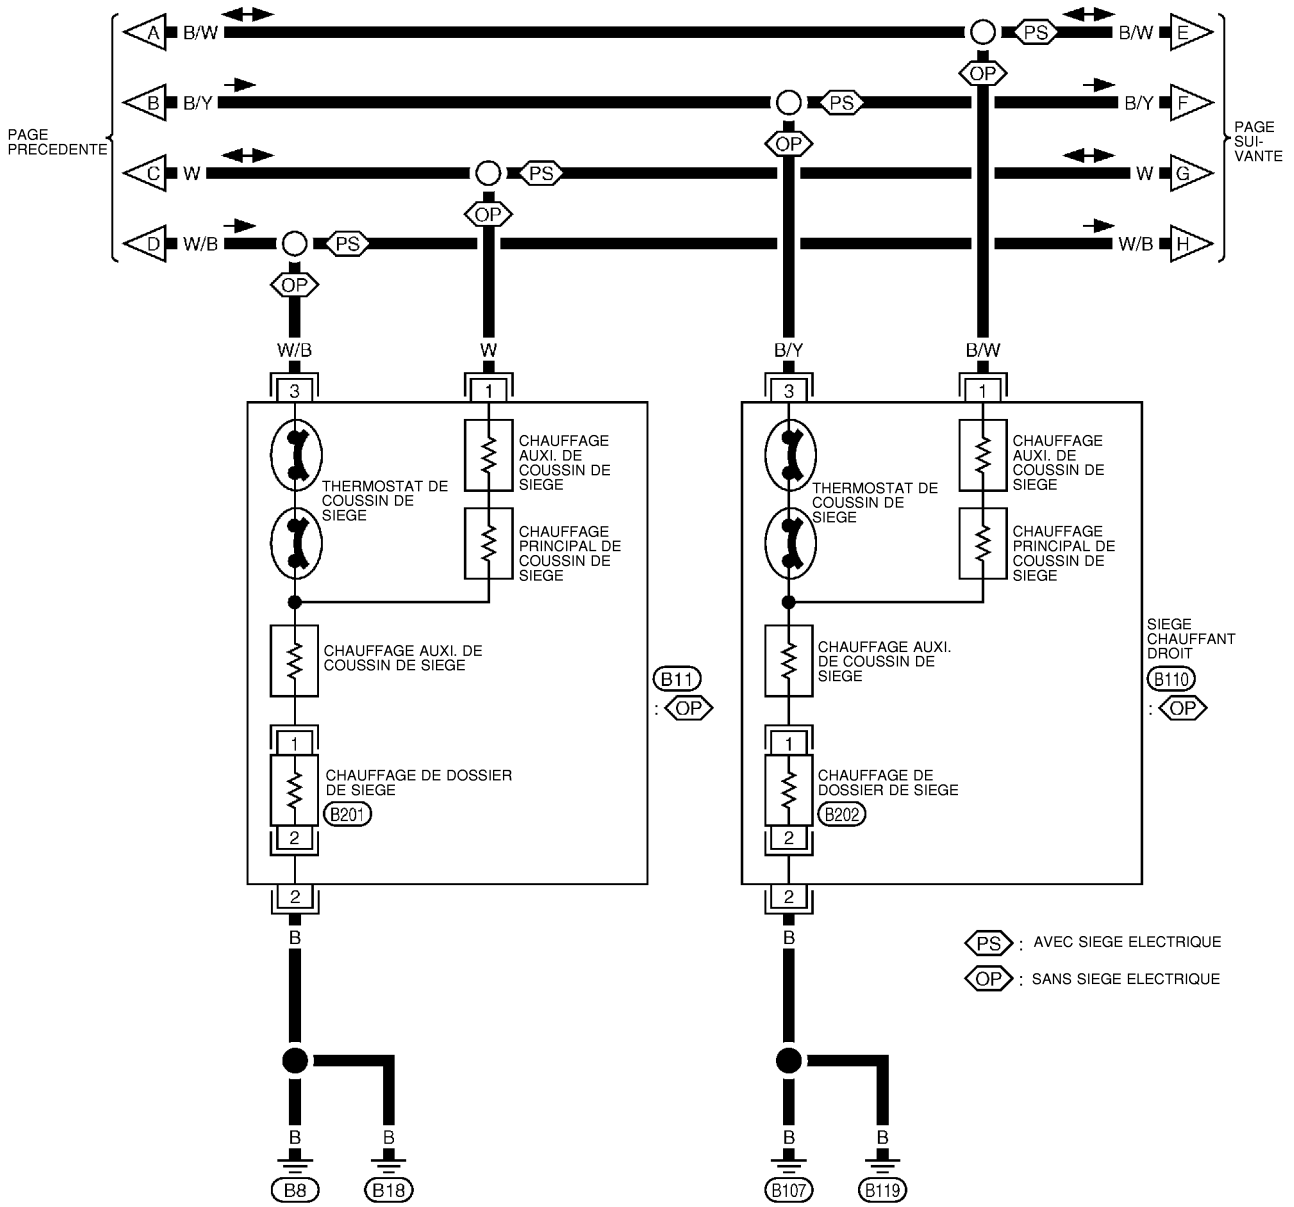 A B/W PS B/W E
OP
B B/Y PS B/Y F
OP
PAGE
PRECEDENTE
PAGE
SUI-
VANTE
C W PS W G
OP
D W/B PS W/B H
OP
W/B W B/Y B/W
3 1 3 1
CHAUFFAGE
AUXI. DE
COUSSIN DE
SIEGE
THERMOSTAT DE
COUSSIN DE
SIEGE
CHAUFFAGE
PRINCIPAL DE
COUSSIN DE
SIEGE
CHAUFFAGE
AUXI. DE
COUSSIN DE
SIEGE
THERMOSTAT DE
COUSSIN DE
SIEGE
CHAUFFAGE
PRINCIPAL DE
COUSSIN DE
SIEGE
CHAUFFAGE AUXI. DE
COUSSIN DE SIEGE
B11
: OP
CHAUFFAGE AUXI.
DE COUSSIN DE
SIEGE
SIEGE
CHAUFFANT
DROIT
B110
: OP
1
CHAUFFAGE DE DOSSIER
DE SIEGE
B201
2
1
CHAUFFAGE DE
DOSSIER DE SIEGE
B202
2
2 2
B B
PS : AVEC SIEGE ELECTRIQUE
OP : SANS SIEGE ELECTRIQUE
B B B B
B8 B18 B107 B119